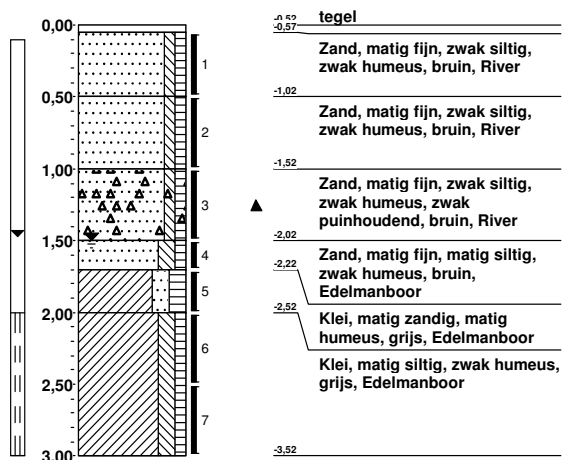 0,00
0,50
1,00
1,50
2,00
2,50
3,00
1
2
3
4
5
6
7
-0,52 tegel
-0,57
Zand, matig fijn, zwak siltig,
zwak humeus, bruin, River
-1,02
Zand, matig fijn, zwak siltig,
zwak humeus, bruin, River
-1,52
Zand, matig fijn, zwak siltig,
zwak humeus, zwak
puinhoudend, bruin, River
-2,02
Zand, matig fijn, matig siltig,
zwak humeus, bruin,
Edelmanboor
-2,22
Klei, matig zandig, matig
humeus, grijs, Edelmanboor
-2,52
Klei, matig siltig, zwak humeus,
grijs, Edelmanboor
-3,52